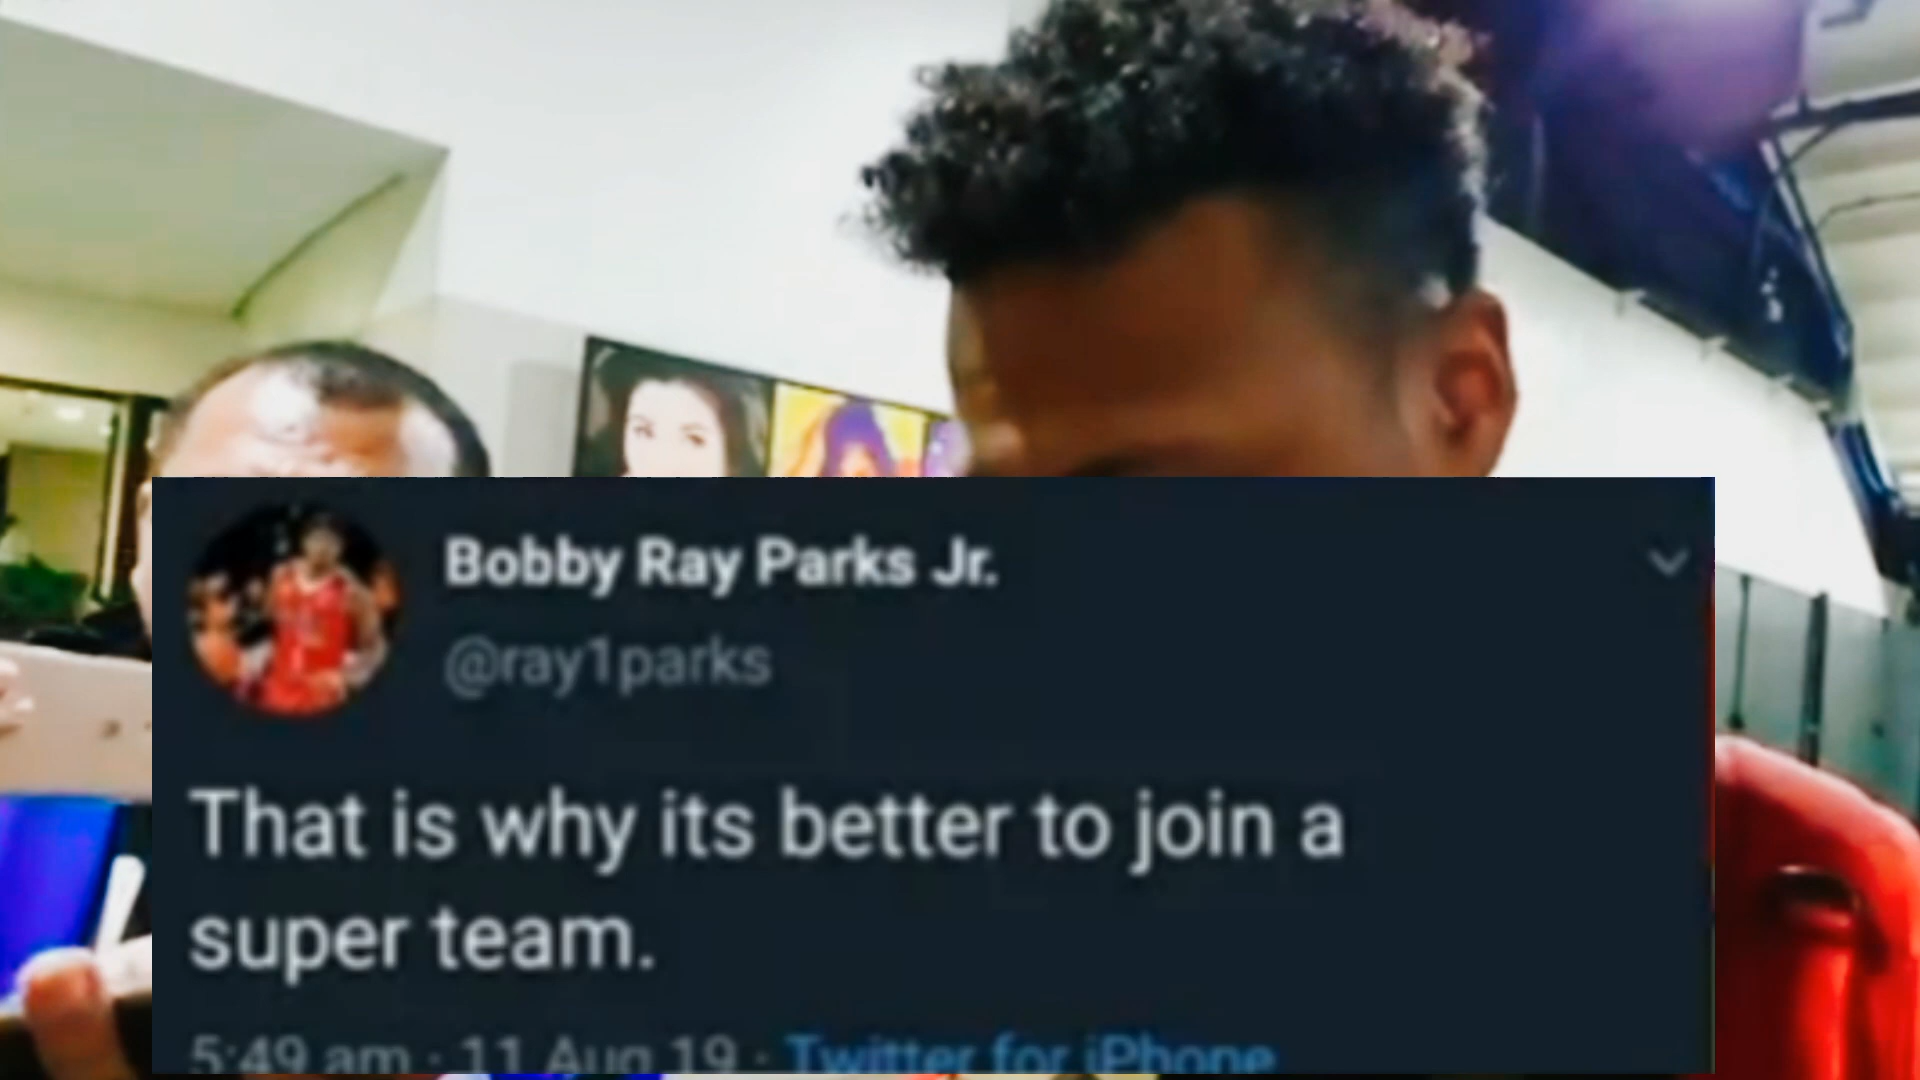 Bobby Ray Parks Jr.
@ray1parks
That is why its better to join a
super team.
5:49 am · 11 Aug 19 · Twitter for iPhone